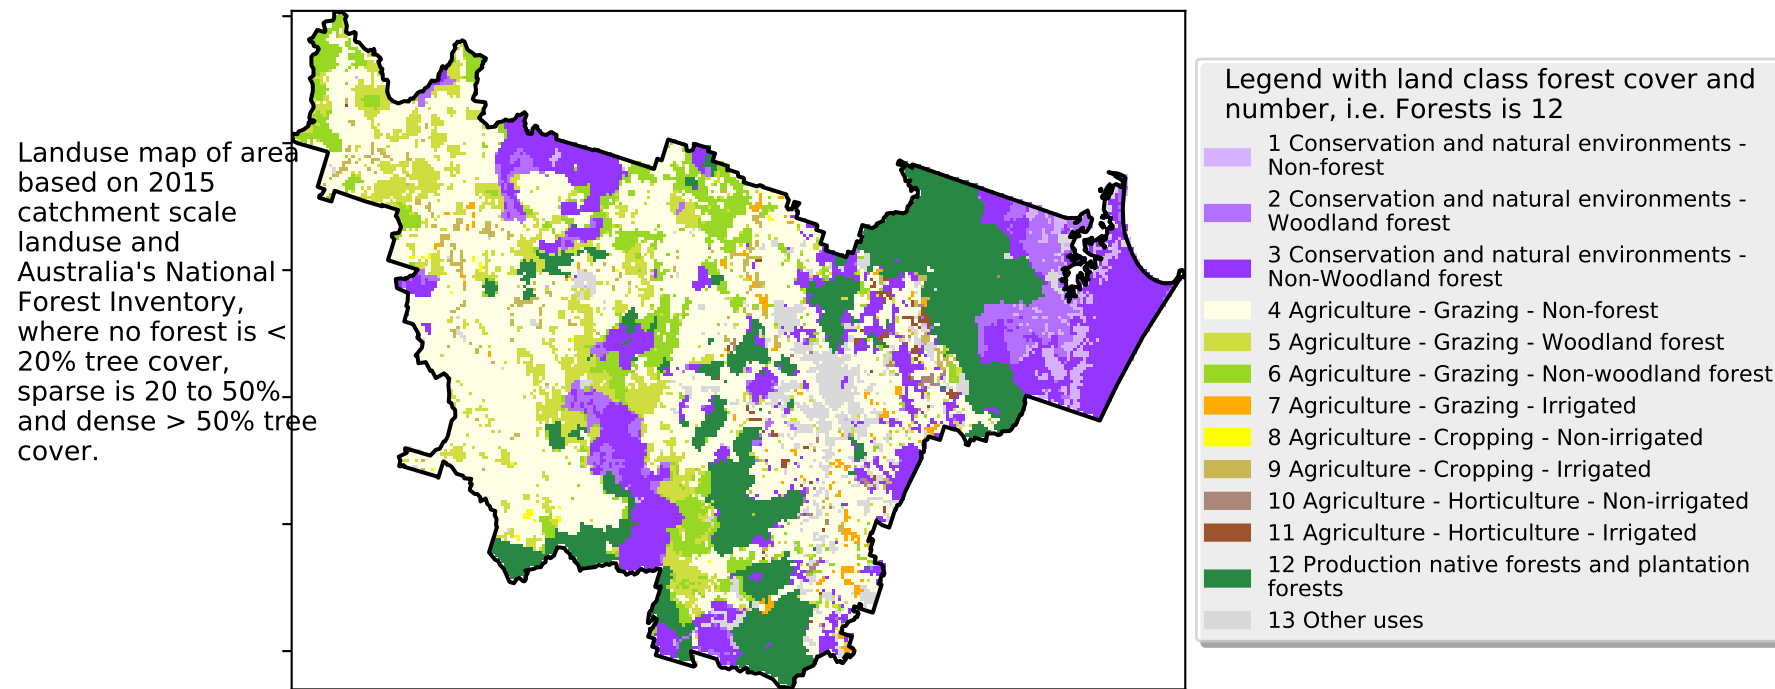 Landuse map of area
based on 2015
catchment scale
landuse and
Australia's National
Forest Inventory,
where no forest is <
20% tree cover,
sparse is 20 to 50%
and dense > 50% tree
cover.
Legend with land class forest cover and
number, i.e. Forests is 12
1 Conservation and natural environments -
Non-forest
2 Conservation and natural environments -
Woodland forest
3 Conservation and natural environments -
Non-Woodland forest
4 Agriculture - Grazing - Non-forest
5 Agriculture - Grazing - Woodland forest
6 Agriculture - Grazing - Non-woodland forest
7 Agriculture - Grazing - Irrigated
8 Agriculture - Cropping - Non-irrigated
9 Agriculture - Cropping - Irrigated
10 Agriculture - Horticulture - Non-irrigated
11 Agriculture - Horticulture - Irrigated
12 Production native forests and plantation
forests
13 Other uses